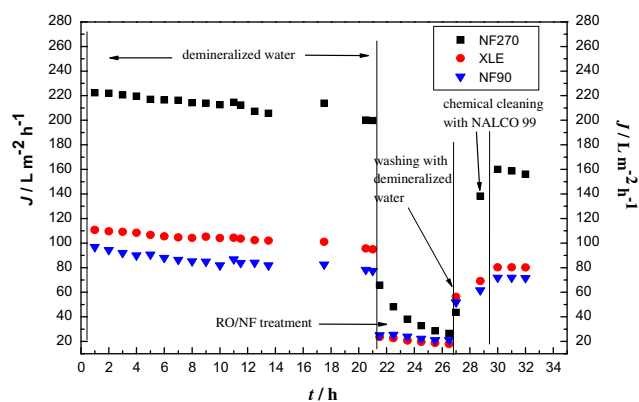 280
260
240
220
200
180
160
140
120
100
80
60
40
20
J / L m-2 h-1
280
260
240
220
200
180
160
140
120
100
80
60
40
20
J / L m-2 h-1
demineralized water
NF270
XLE
NF90
chemical cleaning
with NALCO 99
washing with
demineralized
water
RO/NF treatment
0 2 4 6 8 10 12 14 16 18 20 22 24 26 28 30 32 34
t / h